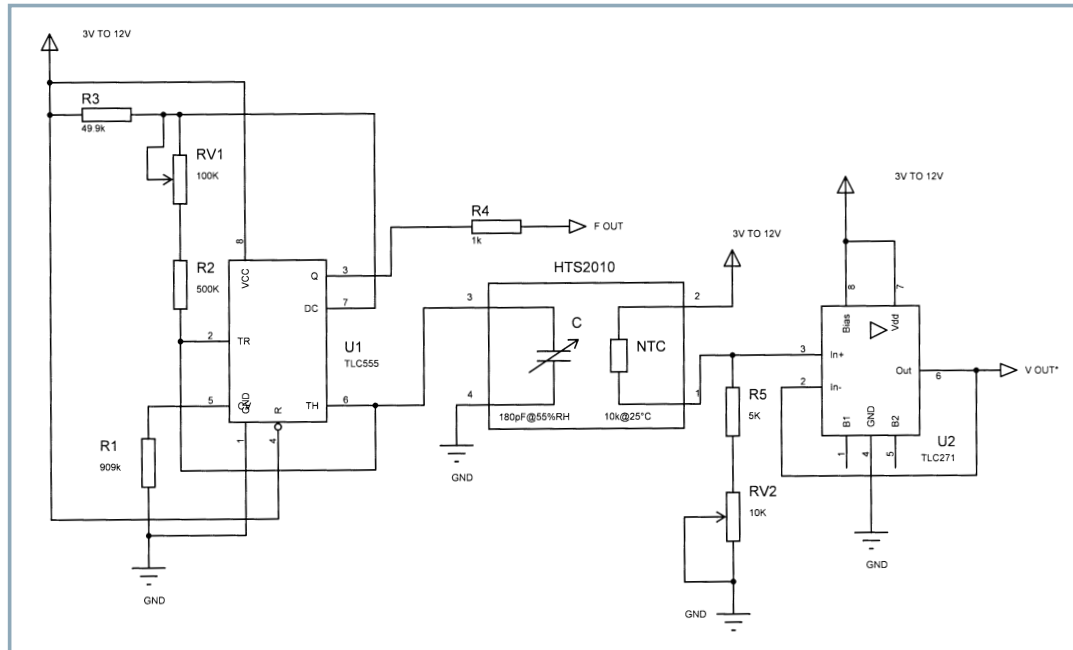 3V TO 12V
R3
49.9k
RV1
100K
R4
1k
F OUT
3V TO 12V
3V TO 12V
HTS2010
R2
500K
8
VCC
Q
3
DC
7
2
TR
U1
TLC555
3
2
C
NTC
180pF@55%RH
10k@25°C
4
1
GND
5
GND
R
TH
6
1
4
R1
909k
GND
R5
5K
RV2
10K
GND
8
7
Bias
Vdd
3
In+
2
In-
Out
6
V OUT*
B1
GND
B2
1
4
5
U2
TLC271
GND